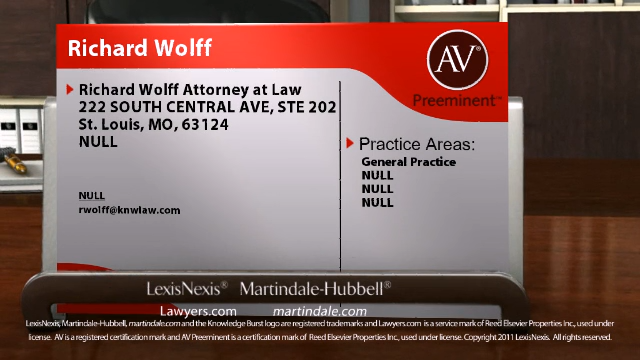 Richard Wolff
AV®
Preeminent™
Richard Wolff Attorney at Law
222 SOUTH CENTRAL AVE, STE 202
St. Louis, MO, 63124
NULL
NULL
rwolff@knwlaw.com
Practice Areas:
General Practice
NULL
NULL
NULL
LexisNexis® Martindale-Hubbell®
Lawyers.com martindale.com
LexisNexis, Martindale-Hubbell, martindale.com and the Knowledge Burst logo are registered trademarks and Lawyers.com is a service mark of Reed Elsevier Properties Inc., used under
license. AV is a registered certification mark and AV Preeminent is a certification mark of Reed Elsevier Properties Inc., used under license. Copyright 2011 LexisNexis. All rights reserved.